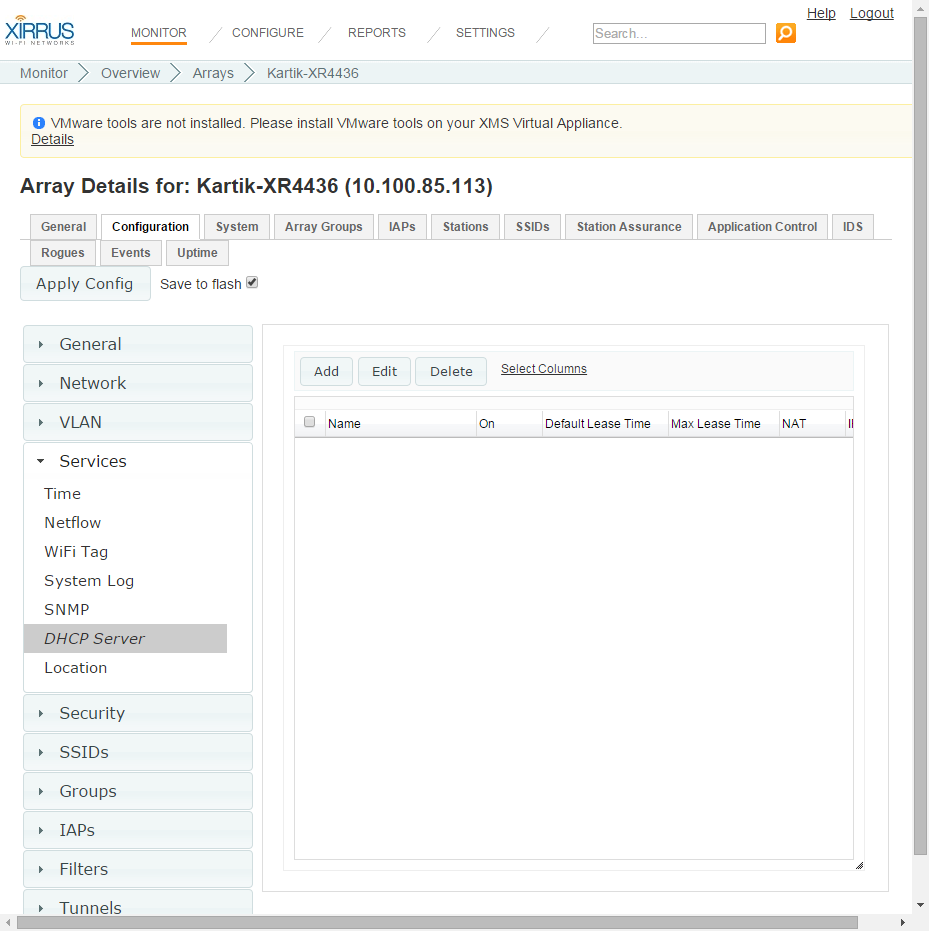 Help Logout
XIRRUS
WI-FI NETWORKS
MONITOR CONFIGURE REPORTS SETTINGS
Search...
Monitor Overview Arrays Kartik-XR4436
VMware tools are not installed. Please install VMware tools on your XMS Virtual Appliance.
Details
Array Details for: Kartik-XR4436 (10.100.85.113)
General Configuration System Array Groups IAPs Stations SSIDs Station Assurance Application Control IDS
Rogues Events Uptime
Apply Config Save to flash
General
Network
VLAN
Services
Time
Netflow
WiFi Tag
System Log
SNMP
DHCP Server
Location
Security
SSIDs
Groups
IAPs
Filters
Tunnels
Add Edit Delete Select Columns
Name On Default Lease Time Max Lease Time NAT